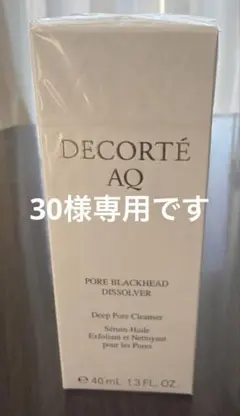 DECORTÉ
AQ
30様専用です
PORE BLACKHEAD
DISSOLVER
Deep Pore Cleanser
Sérum-Huile
Exfoliant et Nettoyant
pour les Pores
℮ 40 mL 1.3 FL. OZ.